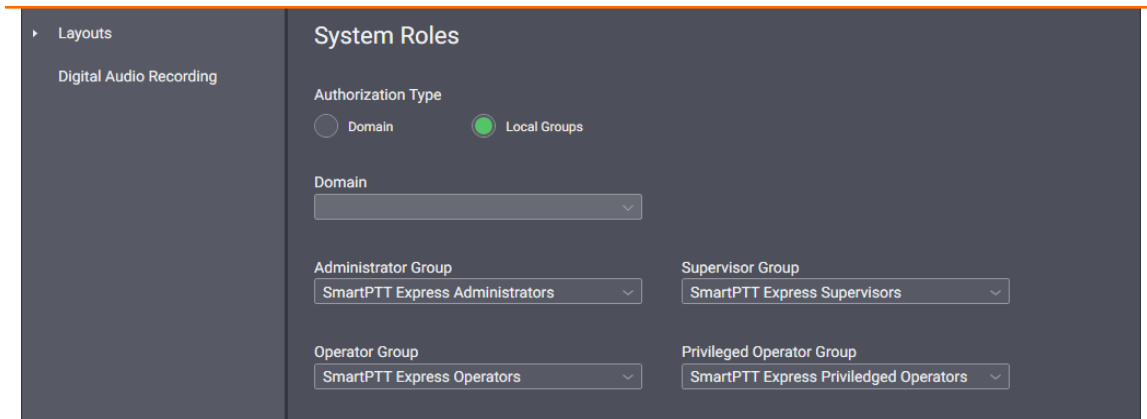 Layouts
Digital Audio Recording
System Roles
Authorization Type
Domain
Local Groups
Domain
Administrator Group
Supervisor Group
SmartPTT Express Administrators
SmartPTT Express Supervisors
Operator Group
Privileged Operator Group
SmartPTT Express Operators
SmartPTT Express Priviledged Operators